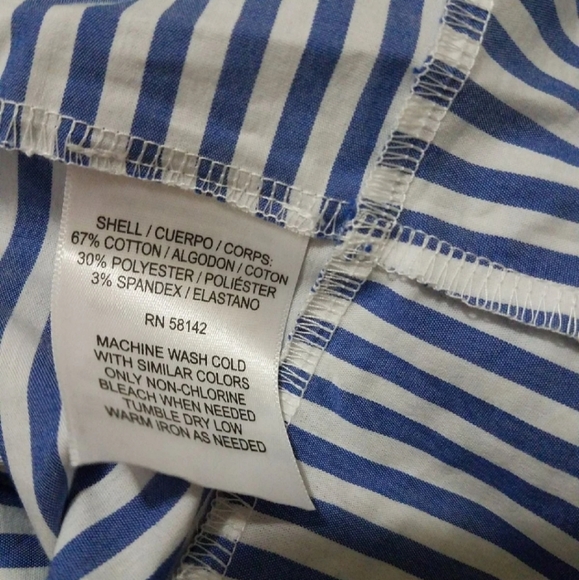 SHELL / CUERPO / CORPS:
67% COTTON / ALGODON / COTON
30% POLYESTER / POLIÉSTER
3% SPANDEX / ELASTANO
RN 58142
MACHINE WASH COLD
WITH SIMILAR COLORS
ONLY NON-CHLORINE
BLEACH WHEN NEEDED
TUMBLE DRY LOW
WARM IRON AS NEEDED